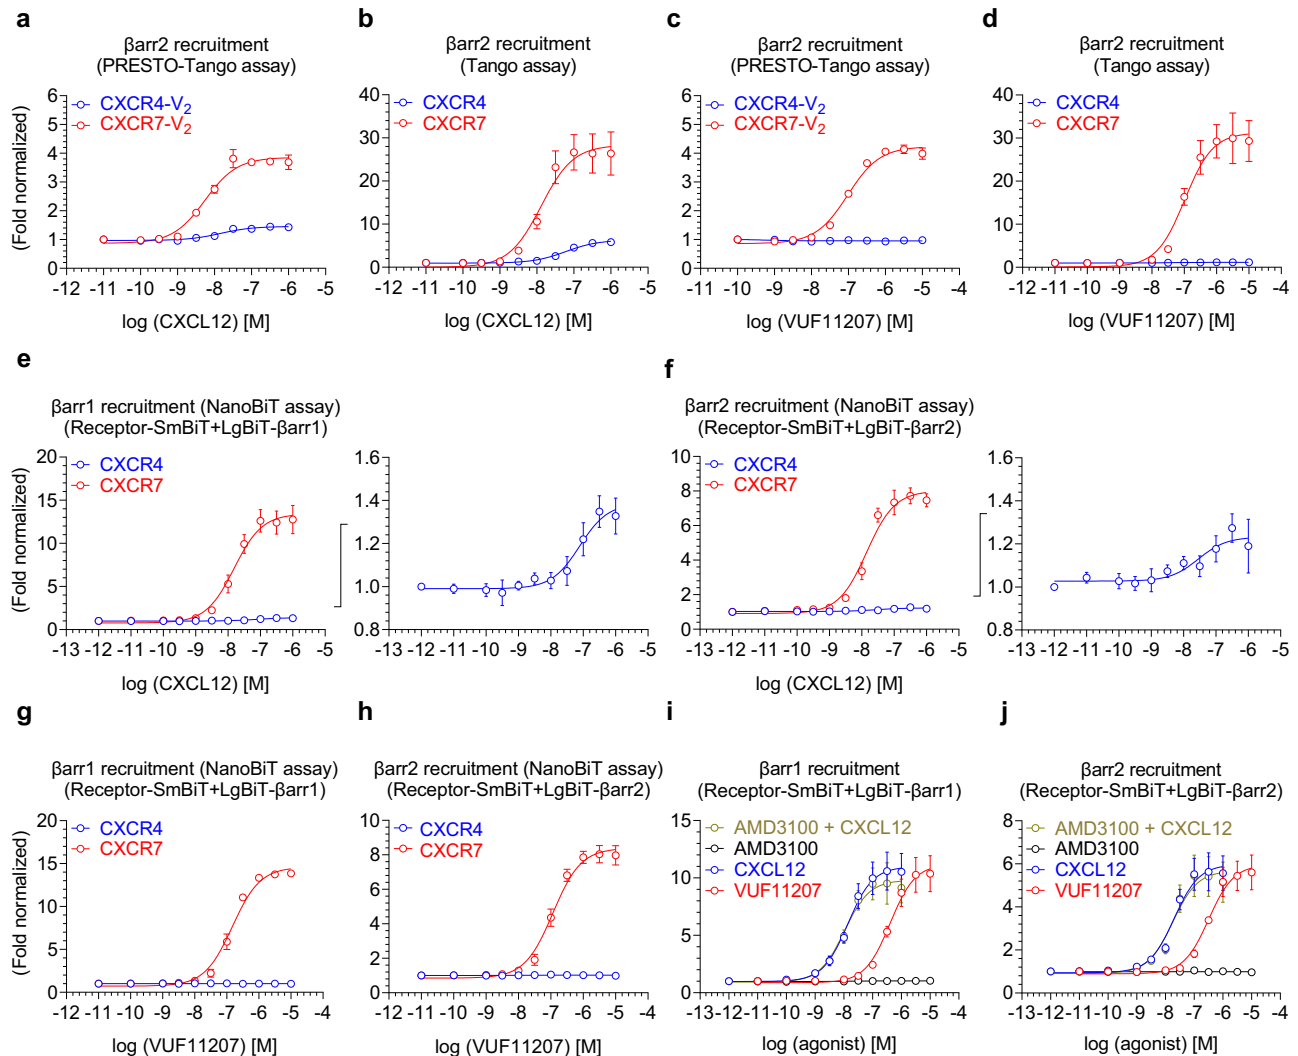 a
βarr2 recruitment
(PRESTO-Tango assay)
CXCR4-V2
CXCR7-V2
(Fold normalized)
6
5
4
3
2
1
0
-12 -11 -10 -9 -8 -7 -6 -5
log (CXCL12) [M]
b
βarr2 recruitment
(Tango assay)
CXCR4
CXCR7
40
30
20
10
0
-12 -11 -10 -9 -8 -7 -6 -5
log (CXCL12) [M]
c
βarr2 recruitment
(PRESTO-Tango assay)
CXCR4-V2
CXCR7-V2
6
5
4
3
2
1
0
-11 -10 -9 -8 -7 -6 -5 -4
log (VUF11207) [M]
d
βarr2 recruitment
(Tango assay)
CXCR4
CXCR7
40
30
20
10
0
-12 -11 -10 -9 -8 -7 -6 -5 -4
log (VUF11207) [M]
e
βarr1 recruitment (NanoBiT assay)
(Receptor-SmBiT+LgBiT-βarr1)
CXCR4
CXCR7
(Fold normalized)
20
15
10
5
0
-13 -12 -11 -10 -9 -8 -7 -6 -5
log (CXCL12) [M]
1.6
1.4
1.2
1.0
0.8
-13 -12 -11 -10 -9 -8 -7 -6 -5
f
βarr2 recruitment (NanoBiT assay)
(Receptor-SmBiT+LgBiT-βarr2)
CXCR4
CXCR7
10
8
6
4
2
0
-13 -12 -11 -10 -9 -8 -7 -6 -5
log (CXCL12) [M]
1.6
1.4
1.2
1.0
0.8
-13 -12 -11 -10 -9 -8 -7 -6 -5
g
βarr1 recruitment (NanoBiT assay)
(Receptor-SmBiT+LgBiT-βarr1)
CXCR4
CXCR7
(Fold normalized)
20
15
10
5
0
-12 -11 -10 -9 -8 -7 -6 -5 -4
log (VUF11207) [M]
h
βarr2 recruitment (NanoBiT assay)
(Receptor-SmBiT+LgBiT-βarr2)
CXCR4
CXCR7
10
8
6
4
2
0
-12 -11 -10 -9 -8 -7 -6 -5 -4
log (VUF11207) [M]
i
βarr1 recruitment
(Receptor-SmBiT+LgBiT-βarr1)
AMD3100 + CXCL12
AMD3100
CXCL12
VUF11207
15
10
5
0
-13 -12 -11 -10 -9 -8 -7 -6 -5 -4
log (agonist) [M]
j
βarr2 recruitment
(Receptor-SmBiT+LgBiT-βarr2)
AMD3100 + CXCL12
AMD3100
CXCL12
VUF11207
8
6
4
2
0
-13 -12 -11 -10 -9 -8 -7 -6 -5 -4
log (agonist) [M]